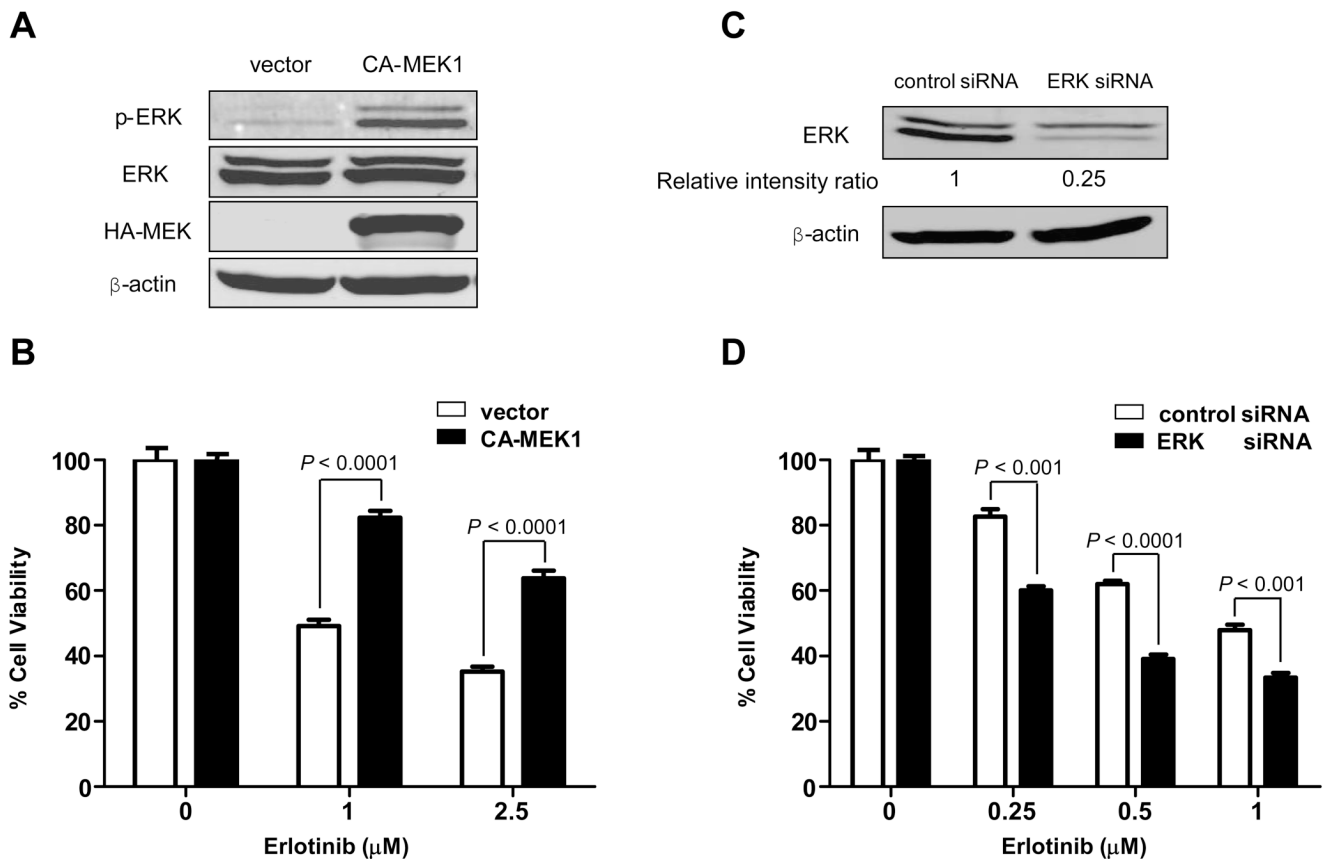 A
vector CA-MEK1
p-ERK
ERK
HA-MEK
β-actin
B
vector
CA-MEK1
P < 0.0001
P < 0.0001
% Cell Viability
100
80
60
40
20
0
0 1 2.5
Erlotinib (μM)
C
control siRNA ERK siRNA
ERK
Relative intensity ratio 1 0.25
β-actin
D
control siRNA
ERK siRNA
P < 0.001
P < 0.0001
P < 0.001
% Cell Viability
100
80
60
40
20
0
0 0.25 0.5 1
Erlotinib (μM)